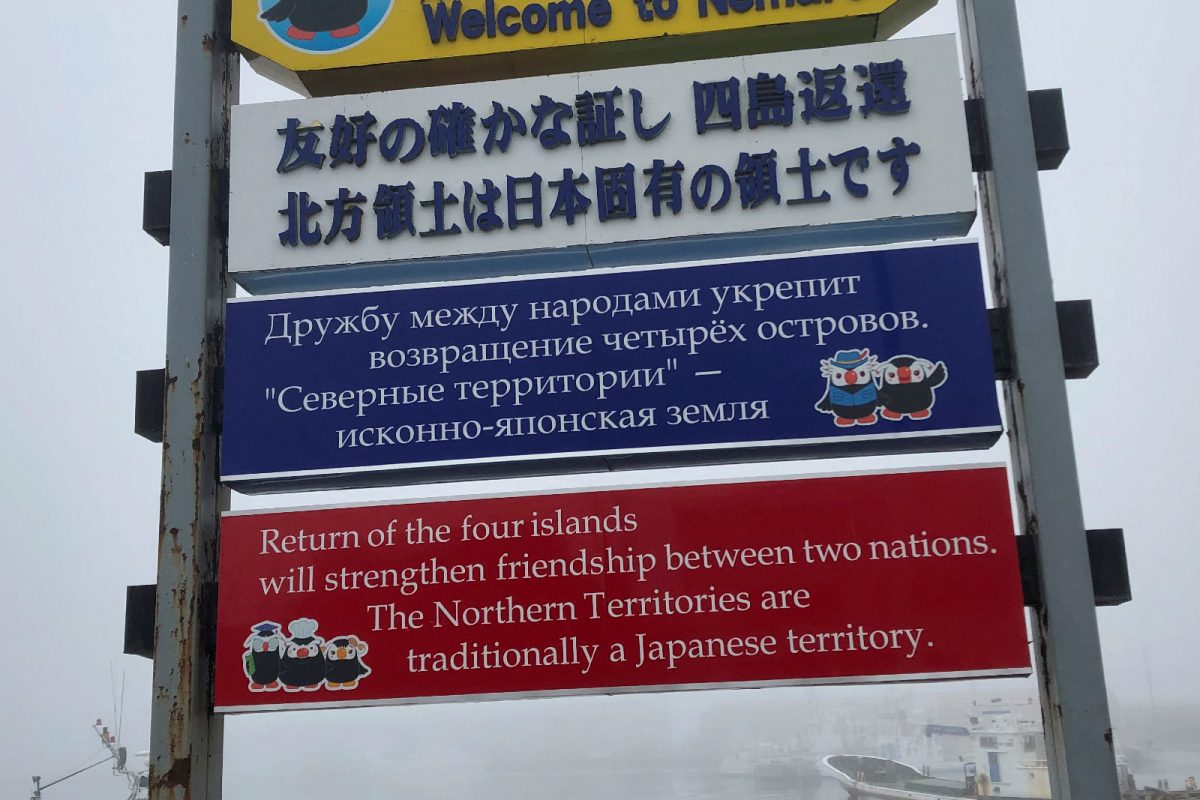 Welcome to
友好の確かな証し 四島返還
北方領土は日本固有の領土です
Дружбу между народами укрепит
возвращение четырёх островов.
"Северные территории" –
исконно-японская земля
Return of the four islands
will strengthen friendship between two nations.
The Northern Territories are
traditionally a Japanese territory.